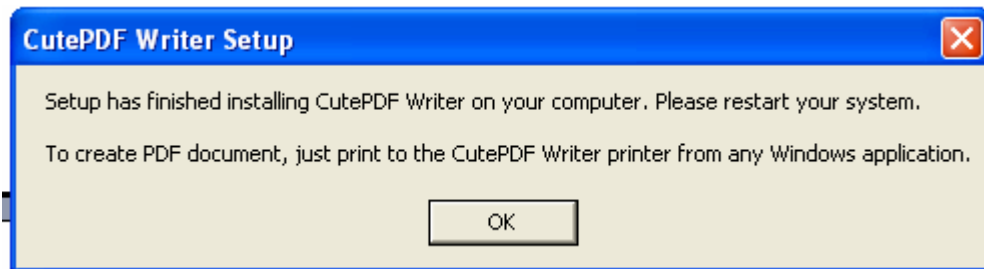 CutePDF Writer Setup
Setup has finished installing CutePDF Writer on your computer. Please restart your system.
To create PDF document, just print to the CutePDF Writer printer from any Windows application.
OK